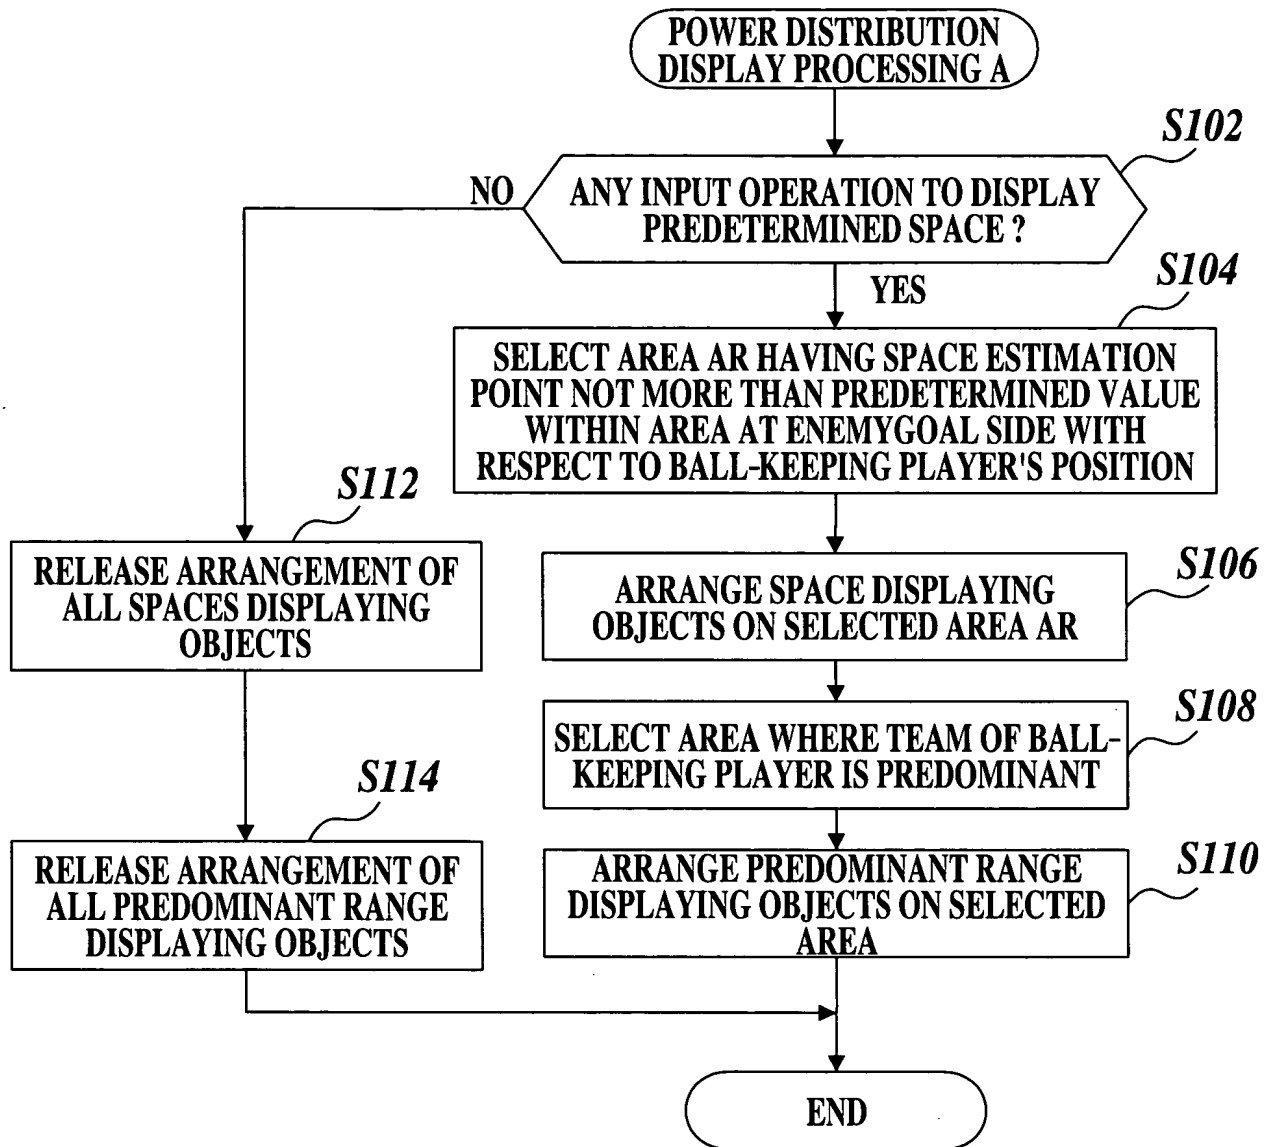 POWER DISTRIBUTION
DISPLAY PROCESSING A
S102
ANY INPUT OPERATION TO DISPLAY
PREDETERMINED SPACE ?
NO
YES
S104
SELECT AREA AR HAVING SPACE ESTIMATION
POINT NOT MORE THAN PREDETERMINED VALUE
WITHIN AREA AT ENEMYGOAL SIDE WITH
RESPECT TO BALL-KEEPING PLAYER'S POSITION
S112
RELEASE ARRANGEMENT OF
ALL SPACES DISPLAYING
OBJECTS
S106
ARRANGE SPACE DISPLAYING
OBJECTS ON SELECTED AREA AR
S108
SELECT AREA WHERE TEAM OF BALL-
KEEPING PLAYER IS PREDOMINANT
S114
RELEASE ARRANGEMENT OF
ALL PREDOMINANT RANGE
DISPLAYING OBJECTS
S110
ARRANGE PREDOMINANT RANGE
DISPLAYING OBJECTS ON SELECTED
AREA
END